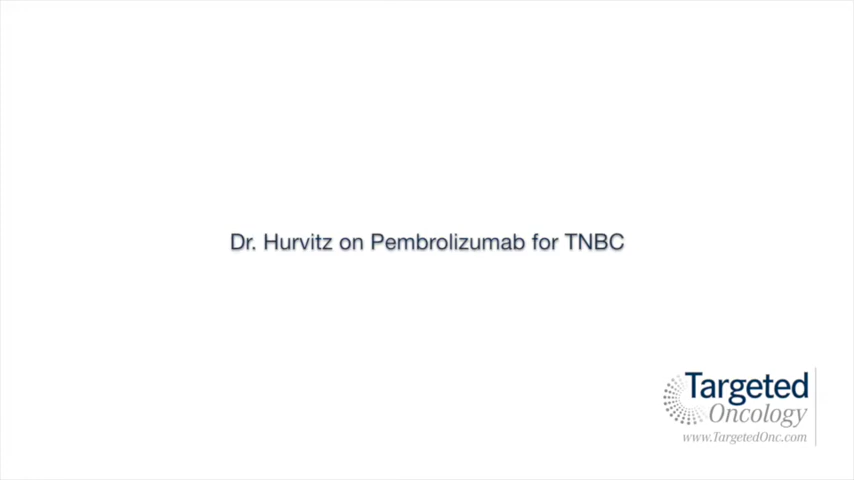 Dr. Hurvitz on Pembrolizumab for TNBC
Targeted
Oncology
www.TargetedOnc.com